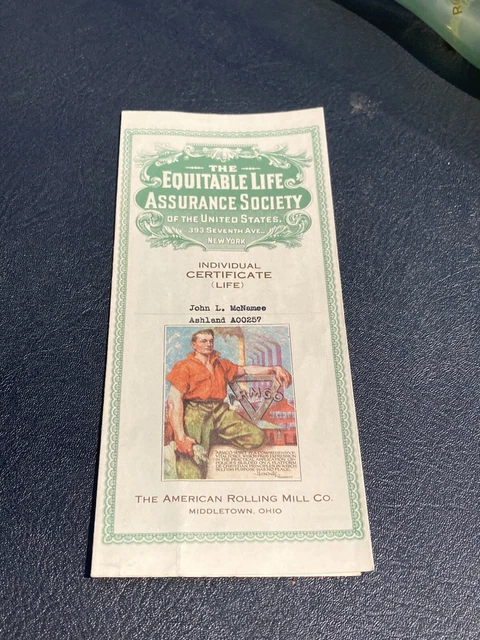 THE
EQUITABLE LIFE
ASSURANCE SOCIETY
OF THE UNITED STATES.
393 SEVENTH AVE.,
NEW YORK
INDIVIDUAL
CERTIFICATE
(LIFE)
John L. McNamee
Ashland A00257
ARMCO
THE AMERICAN ROLLING MILL CO.
MIDDLETOWN, OHIO